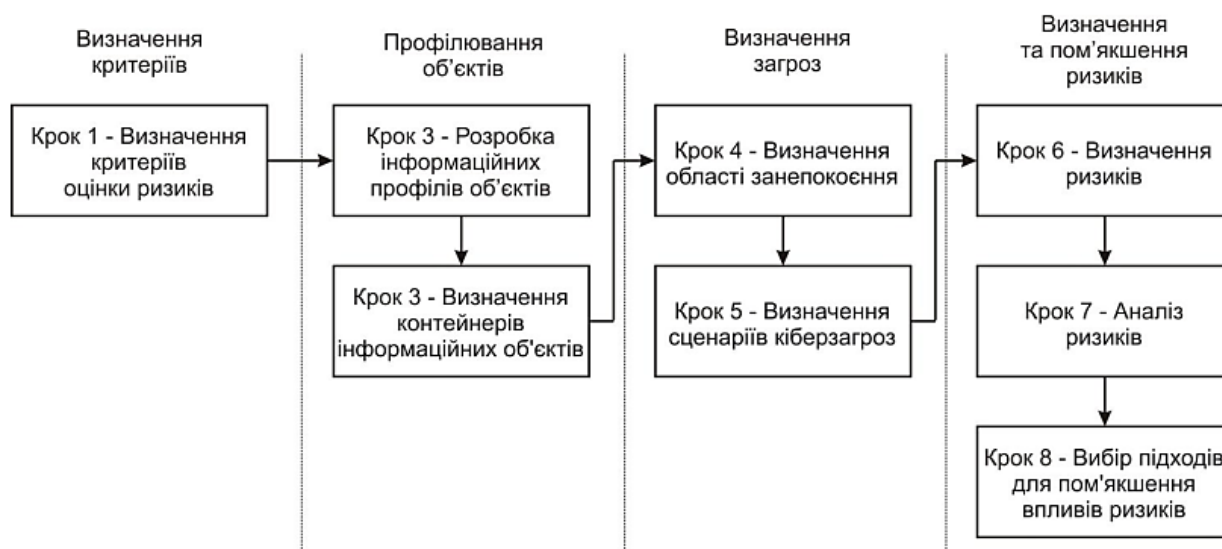 Визначення
критеріїв
Профілювання
об’єктів
Визначення
загроз
Визначення
та пом’якшення
ризиків
Крок 1 - Визначення
критеріїв
оцінки ризиків
Крок 3 - Розробка
інформаційних
профілів об’єктів
Крок 3 - Визначення
контейнерів
інформаційних об'єктів
Крок 4 - Визначення
області занепокоєння
Крок 5 - Визначення
сценаріїв кіберзагроз
Крок 6 - Визначення
ризиків
Крок 7 - Аналіз
ризиків
Крок 8 - Вибір підходів
для пом'якшення
впливів ризиків